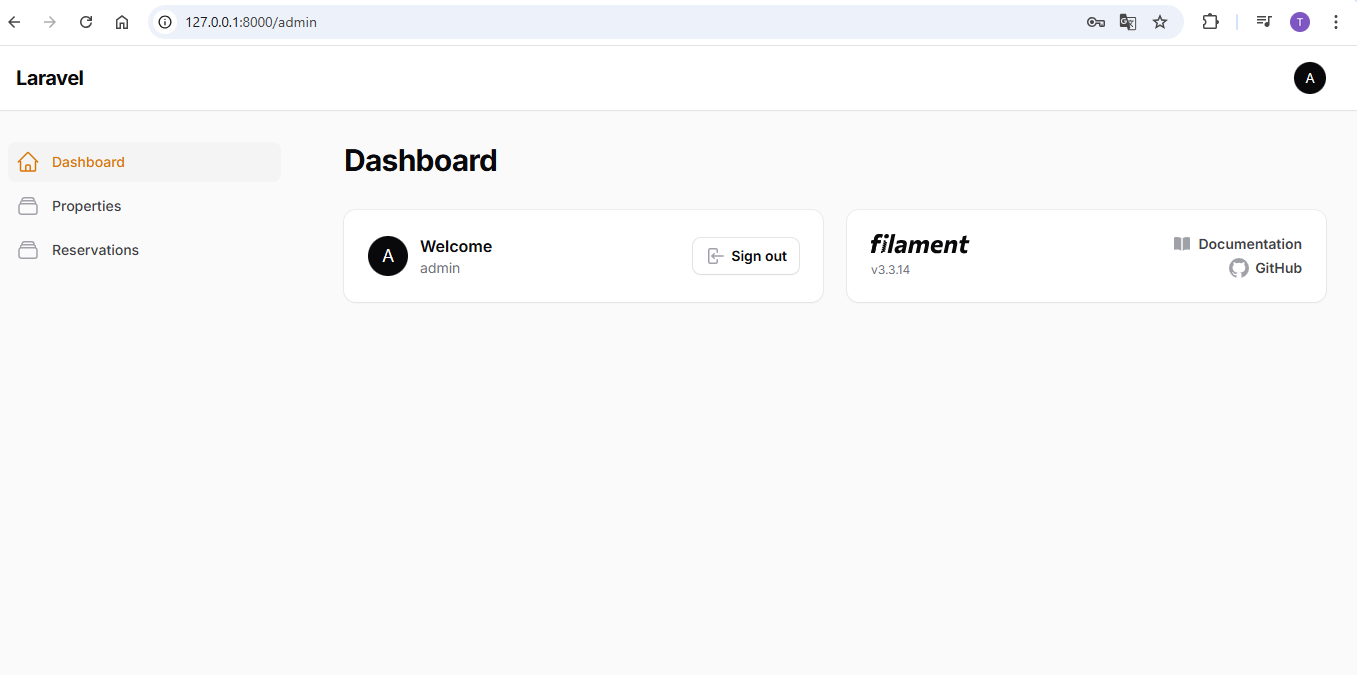 127.0.0.1:8000/admin
T
Laravel
A
Dashboard
Properties
Reservations
Dashboard
A
Welcome
admin
Sign out
filament
v3.3.14
Documentation
GitHub